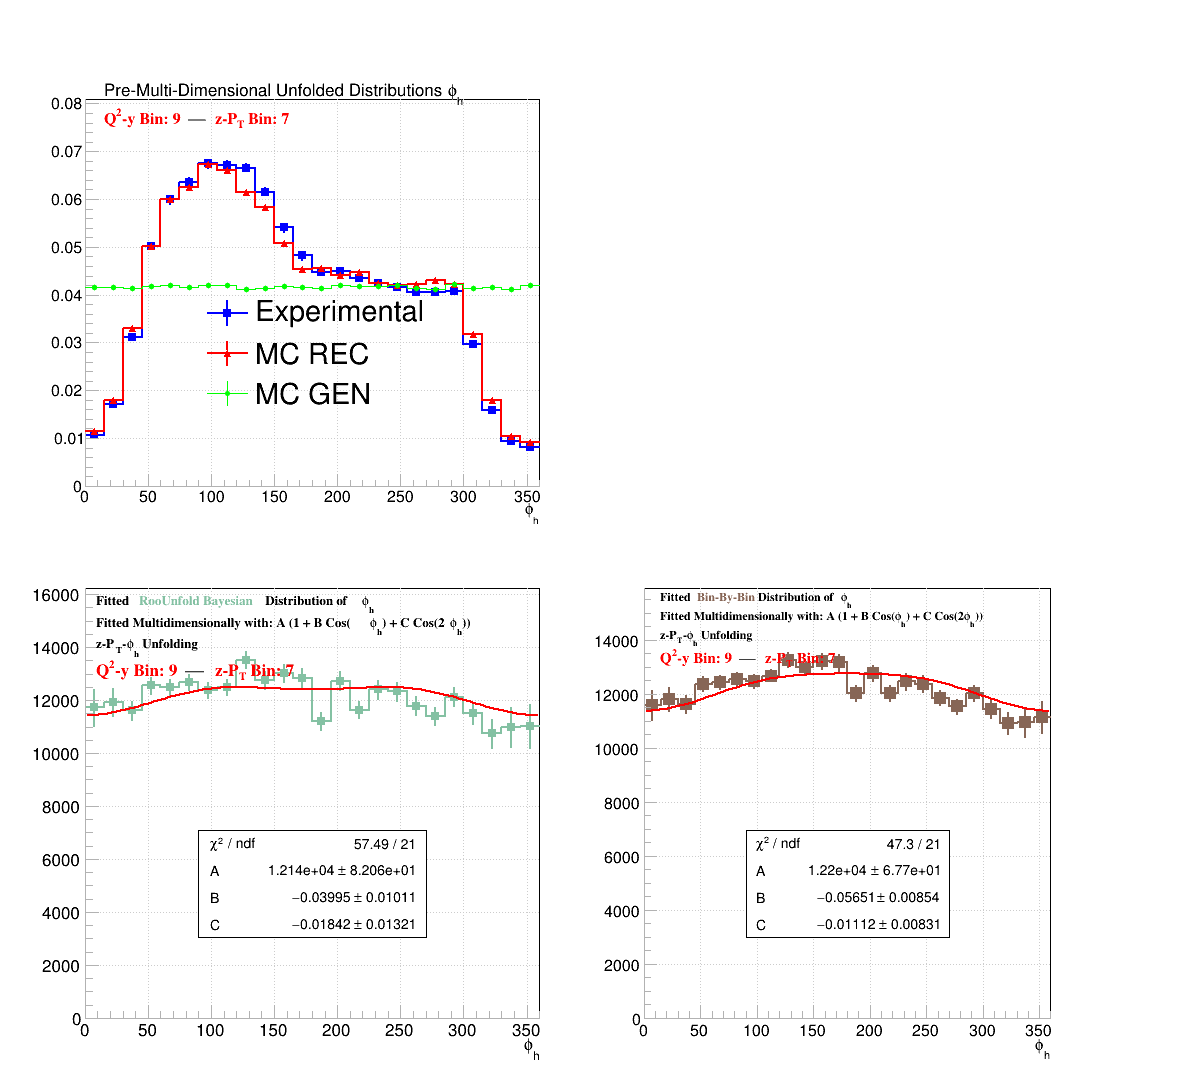 Pre-Multi-Dimensional Unfolded Distributions ϕh
Q²-y Bin: 9 — z-PT Bin: 7
0.08
0.07
0.06
0.05
0.04
0.03
0.02
0.01
0
Experimental
MC REC
MC GEN
0 50 100 150 200 250 300 350
ϕh
Fitted RooUnfold Bayesian Distribution of ϕh
Fitted Multidimensionally with: A (1 + B Cos( ϕh) + C Cos(2 ϕh))
z-PT-ϕh Unfolding
Q²-y Bin: 9 — z-PT Bin: 7
16000
14000
12000
10000
8000
6000
4000
2000
0
χ² / ndf 57.49 / 21
A 1.214e+04 ± 8.206e+01
B −0.03995 ± 0.01011
C −0.01842 ± 0.01321
0 50 100 150 200 250 300 350
ϕh
Fitted Bin-By-Bin Distribution of ϕh
Fitted Multidimensionally with: A (1 + B Cos(ϕh) + C Cos(2ϕh))
z-PT-ϕh Unfolding
Q²-y Bin: 9 — z-PT Bin: 7
14000
12000
10000
8000
6000
4000
2000
0
χ² / ndf 47.3 / 21
A 1.22e+04 ± 6.77e+01
B −0.05651 ± 0.00854
C −0.01112 ± 0.00831
0 50 100 150 200 250 300 350
ϕh